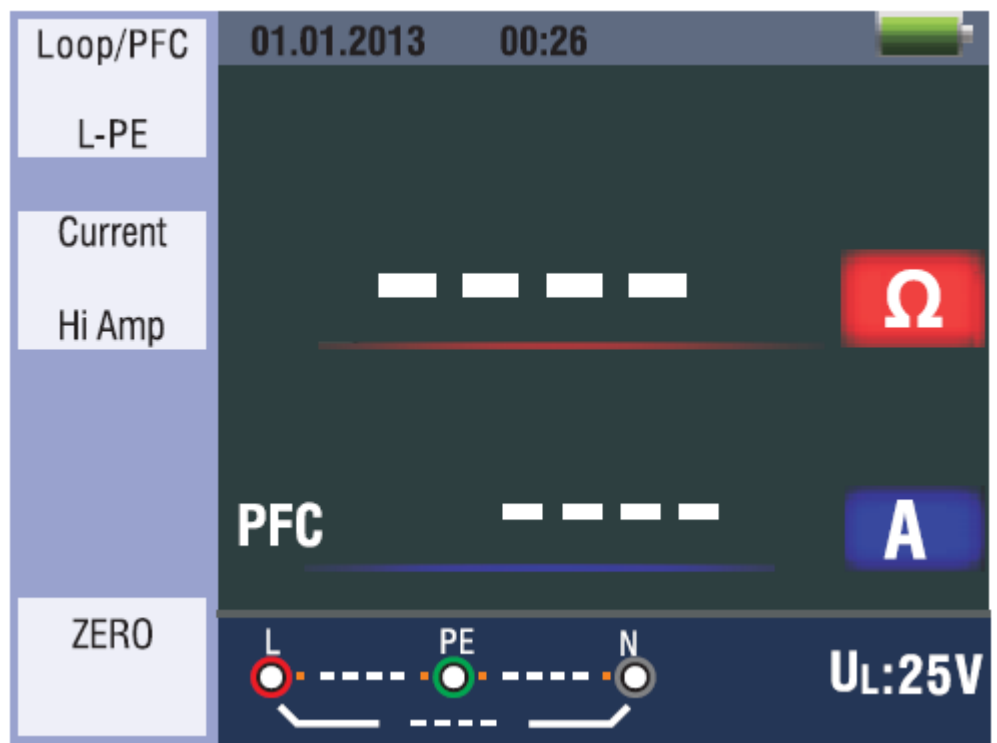 Loop/PFC
L-PE
Current
Hi Amp
ZERO
01.01.2013 00:26
---- Ω
PFC ---- A
L PE N
---- ----
----
UL:25V